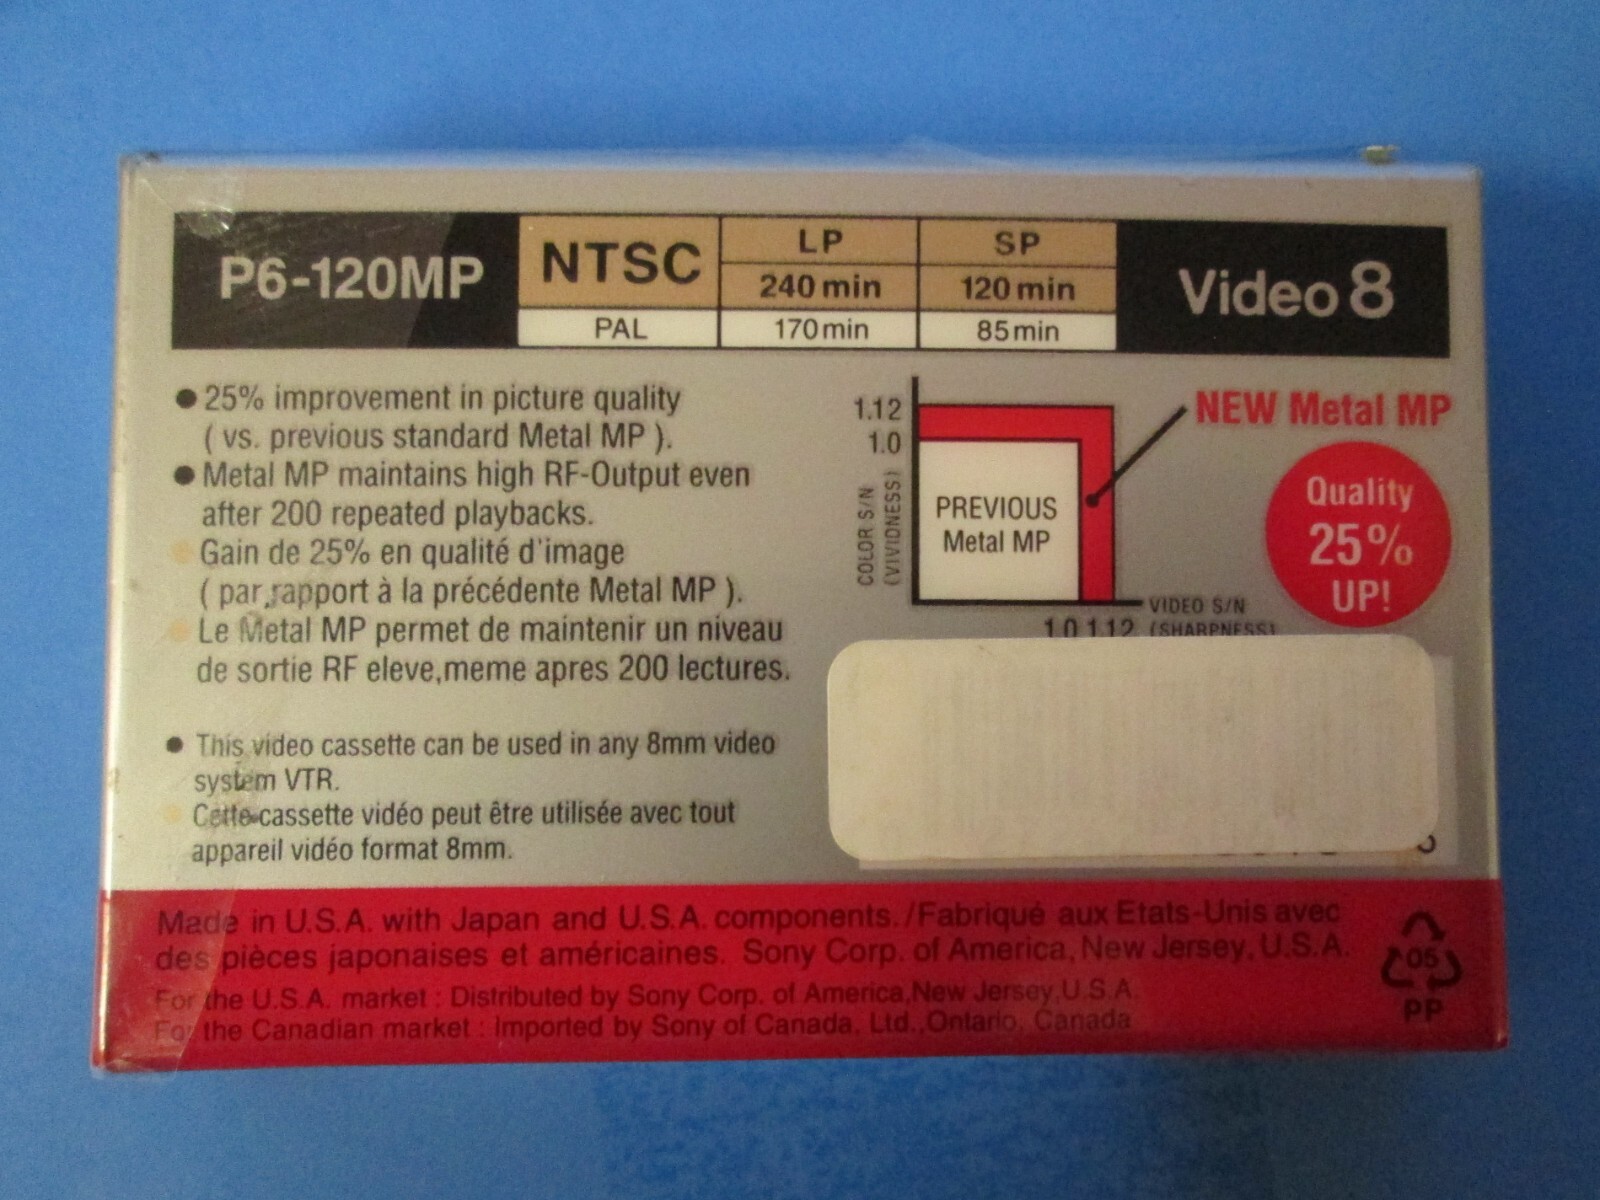 P6-120MP
NTSC
LP
SP
240 min
120 min
PAL
170 min
85 min
Video 8
● 25% improvement in picture quality
( vs. previous standard Metal MP ).
● Metal MP maintains high RF-Output even
after 200 repeated playbacks.
● Gain de 25% en qualité d'image
( par rapport à la précédente Metal MP ).
● Le Metal MP permet de maintenir un niveau
de sortie RF eleve,meme apres 200 lectures.
● This video cassette can be used in any 8mm video
system VTR.
● Cette cassette vidéo peut être utilisée avec tout
appareil vidéo format 8mm.
1.12
1.0
COLOR S/N
(VIVIDNESS)
PREVIOUS
Metal MP
NEW Metal MP
VIDEO S/N
1.0 1.12 (SHARPNESS)
Quality
25%
UP!
Made in U.S.A. with Japan and U.S.A. components./Fabriqué aux Etats-Unis avec
des pièces japonaises et américaines. Sony Corp. of America, New Jersey, U.S.A.
For the U.S.A. market : Distributed by Sony Corp. of America,New Jersey,U.S.A.
For the Canadian market : Imported by Sony of Canada. Ltd.,Ontario, Canada
05
PP